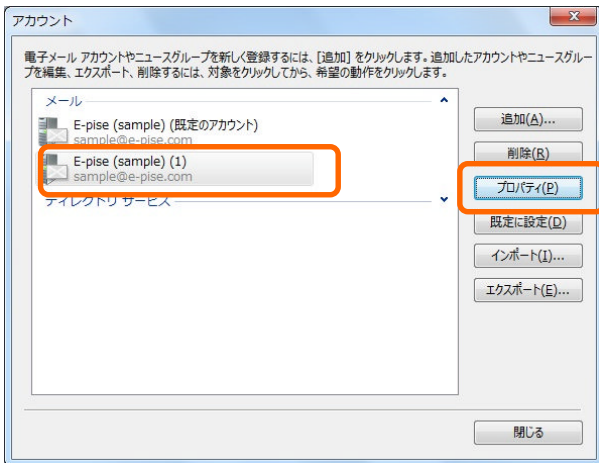 アカウント
電子メール アカウントやニュースグループを新しく登録するには、[追加] をクリックします。追加したアカウントやニュースグルー
プを編集、エクスポート、削除するには、対象をクリックしてから、希望の動作をクリックします。
メール
E-pise (sample) (既定のアカウント)
sample@e-pise.com
E-pise (sample) (1)
sample@e-pise.com
ディレクトリ サービス
追加(A)...
削除(R)
プロパティ(P)
既定に設定(D)
インポート(I)...
エクスポート(E)...
閉じる